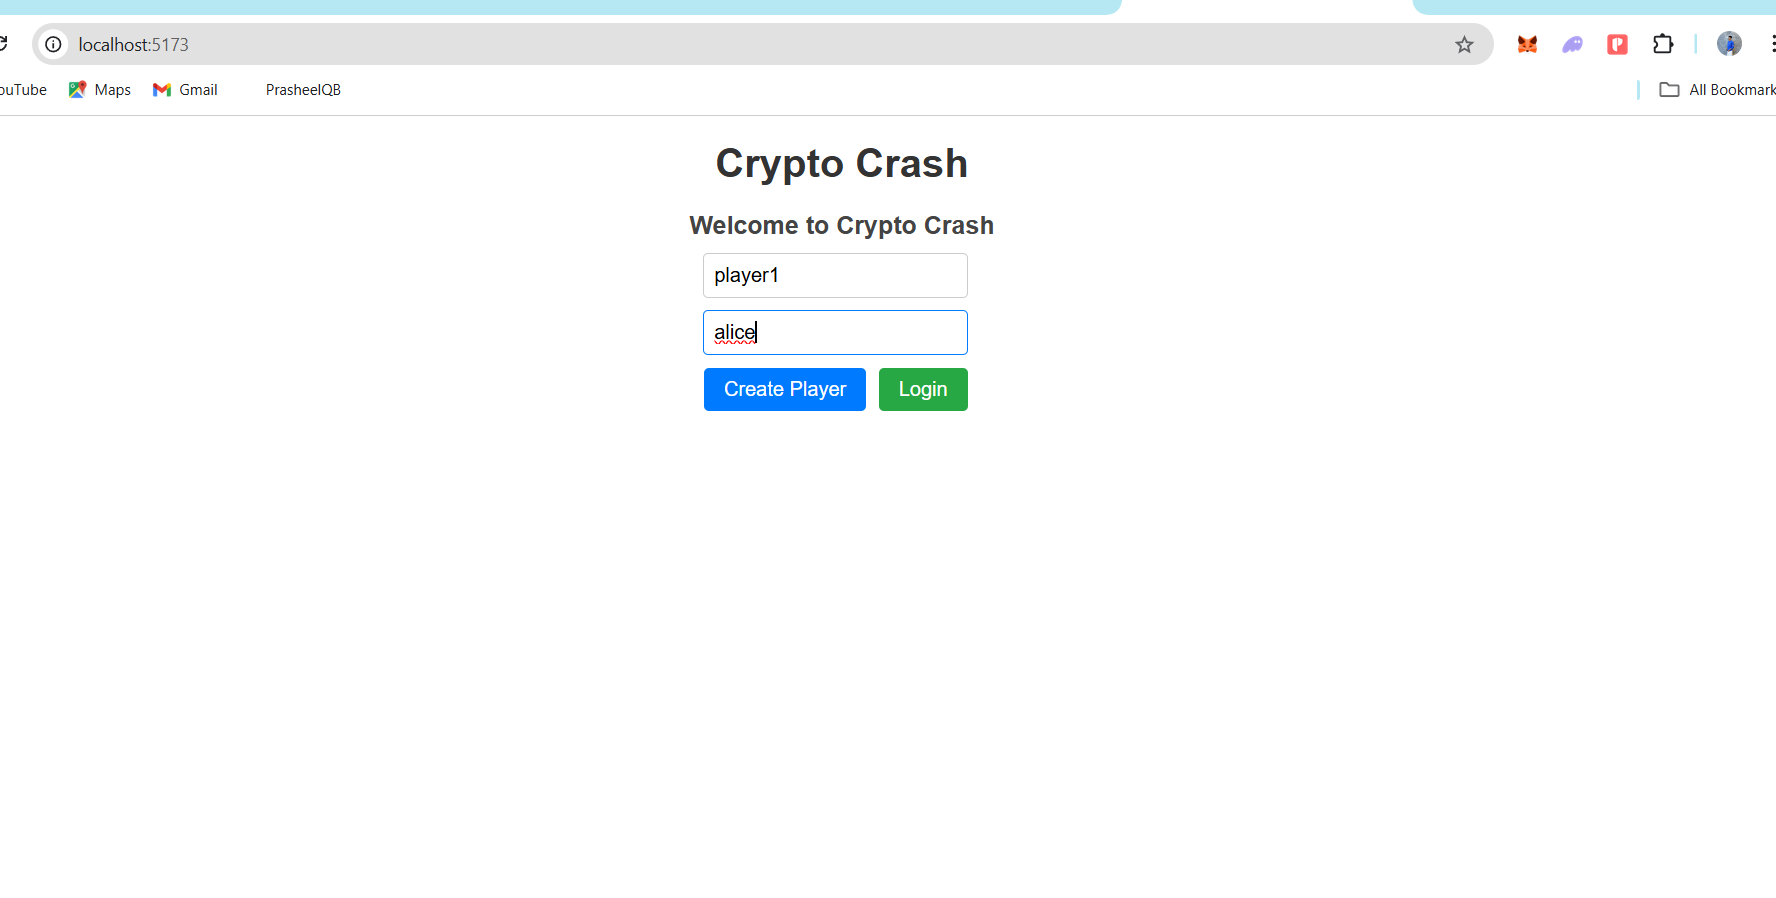 localhost:5173
ouTube Maps Gmail PrasheelQB All Bookmark
Crypto Crash
Welcome to Crypto Crash
player1
alice
Create Player Login